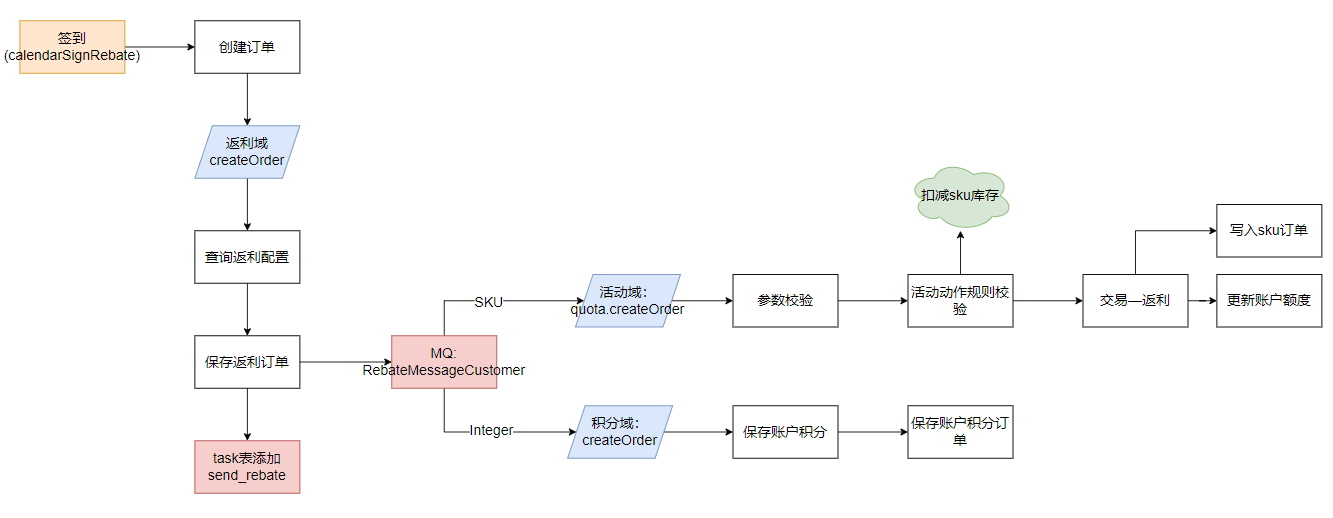 签到
(calendarSignRebate)
创建订单
返利域
createOrder
查询返利配置
保存返利订单
task表添加
send_rebate
MQ:
RebateMessageCustomer
SKU
活动域：
quota.createOrder
参数校验
活动动作规则校
验
扣减sku库存
交易—返利
写入sku订单
更新账户额度
Integer
积分域：
createOrder
保存账户积分
保存账户积分订
单